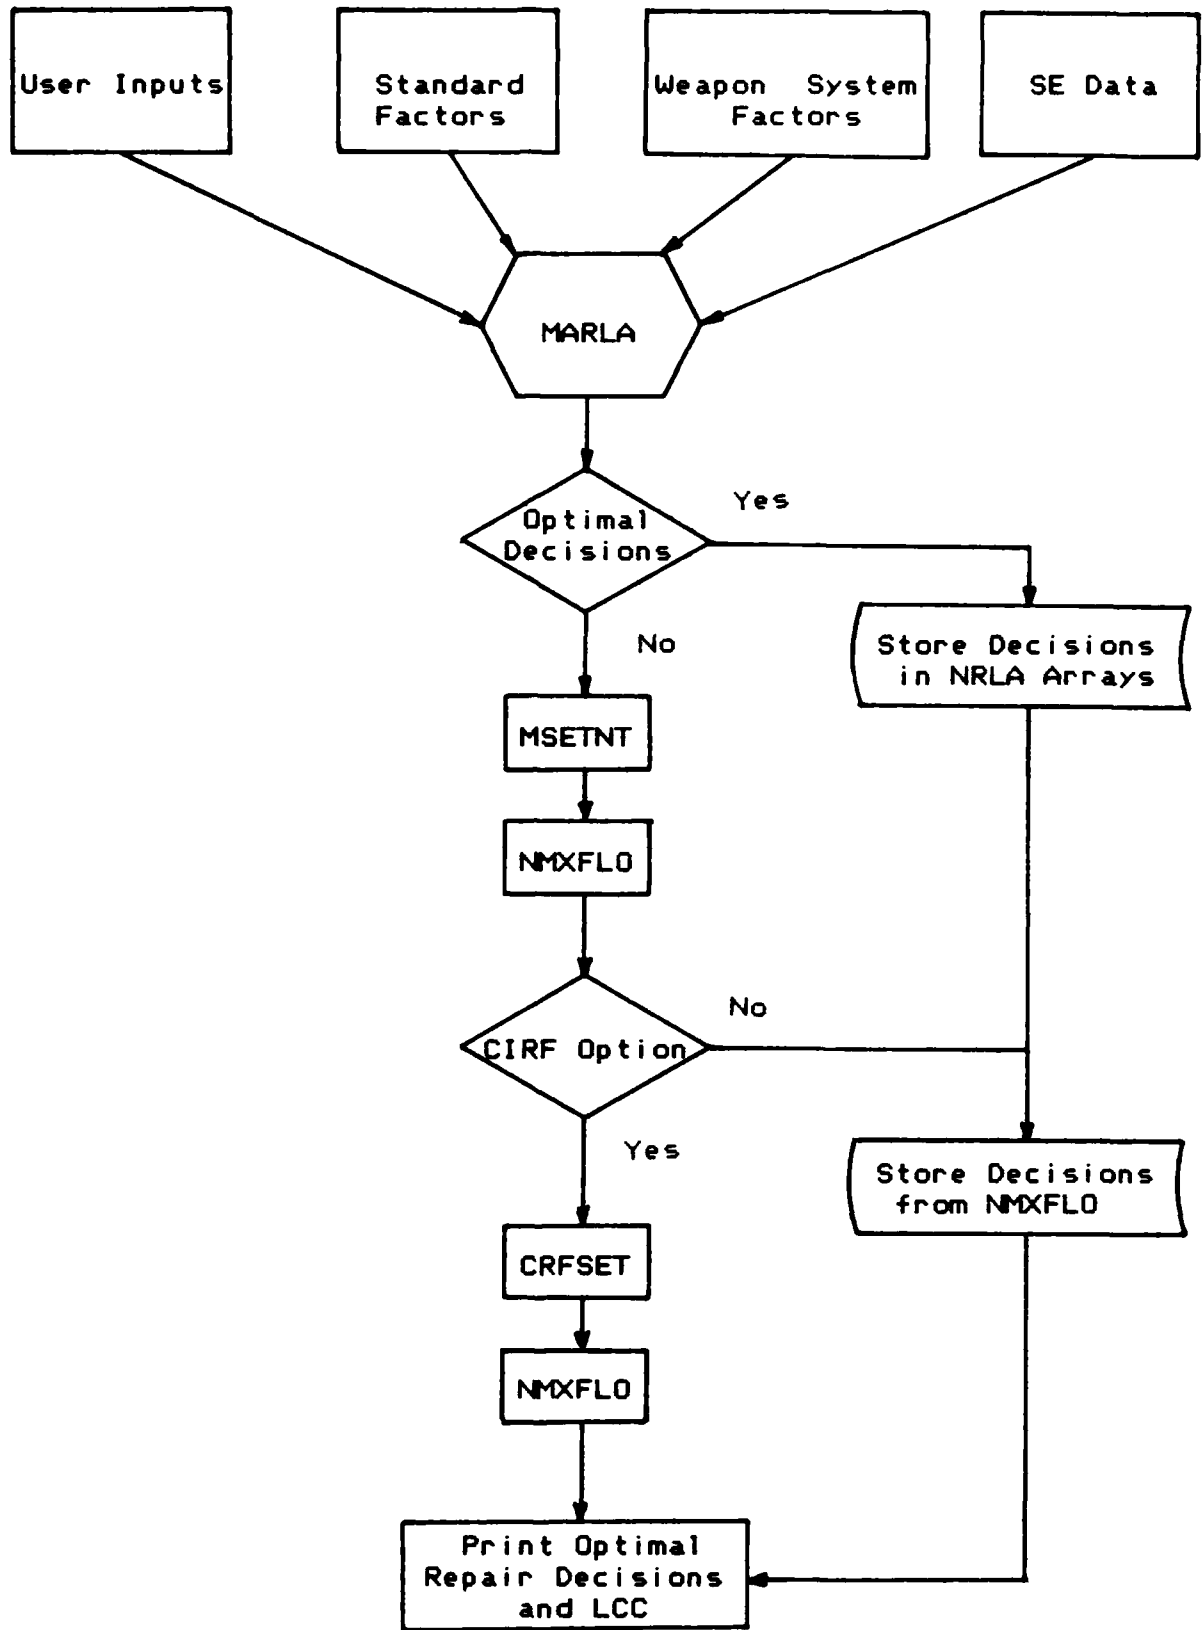 User Inputs
Standard
Factors
Weapon System
Factors
SE Data
MARLA
Optimal
Decisions
Yes
No
Store Decisions
in NRLA Arrays
MSETNT
NMXFLO
CIRF Option
No
Yes
Store Decisions
from NMXFLO
CRFSET
NMXFLO
Print Optimal
Repair Decisions
and LCC